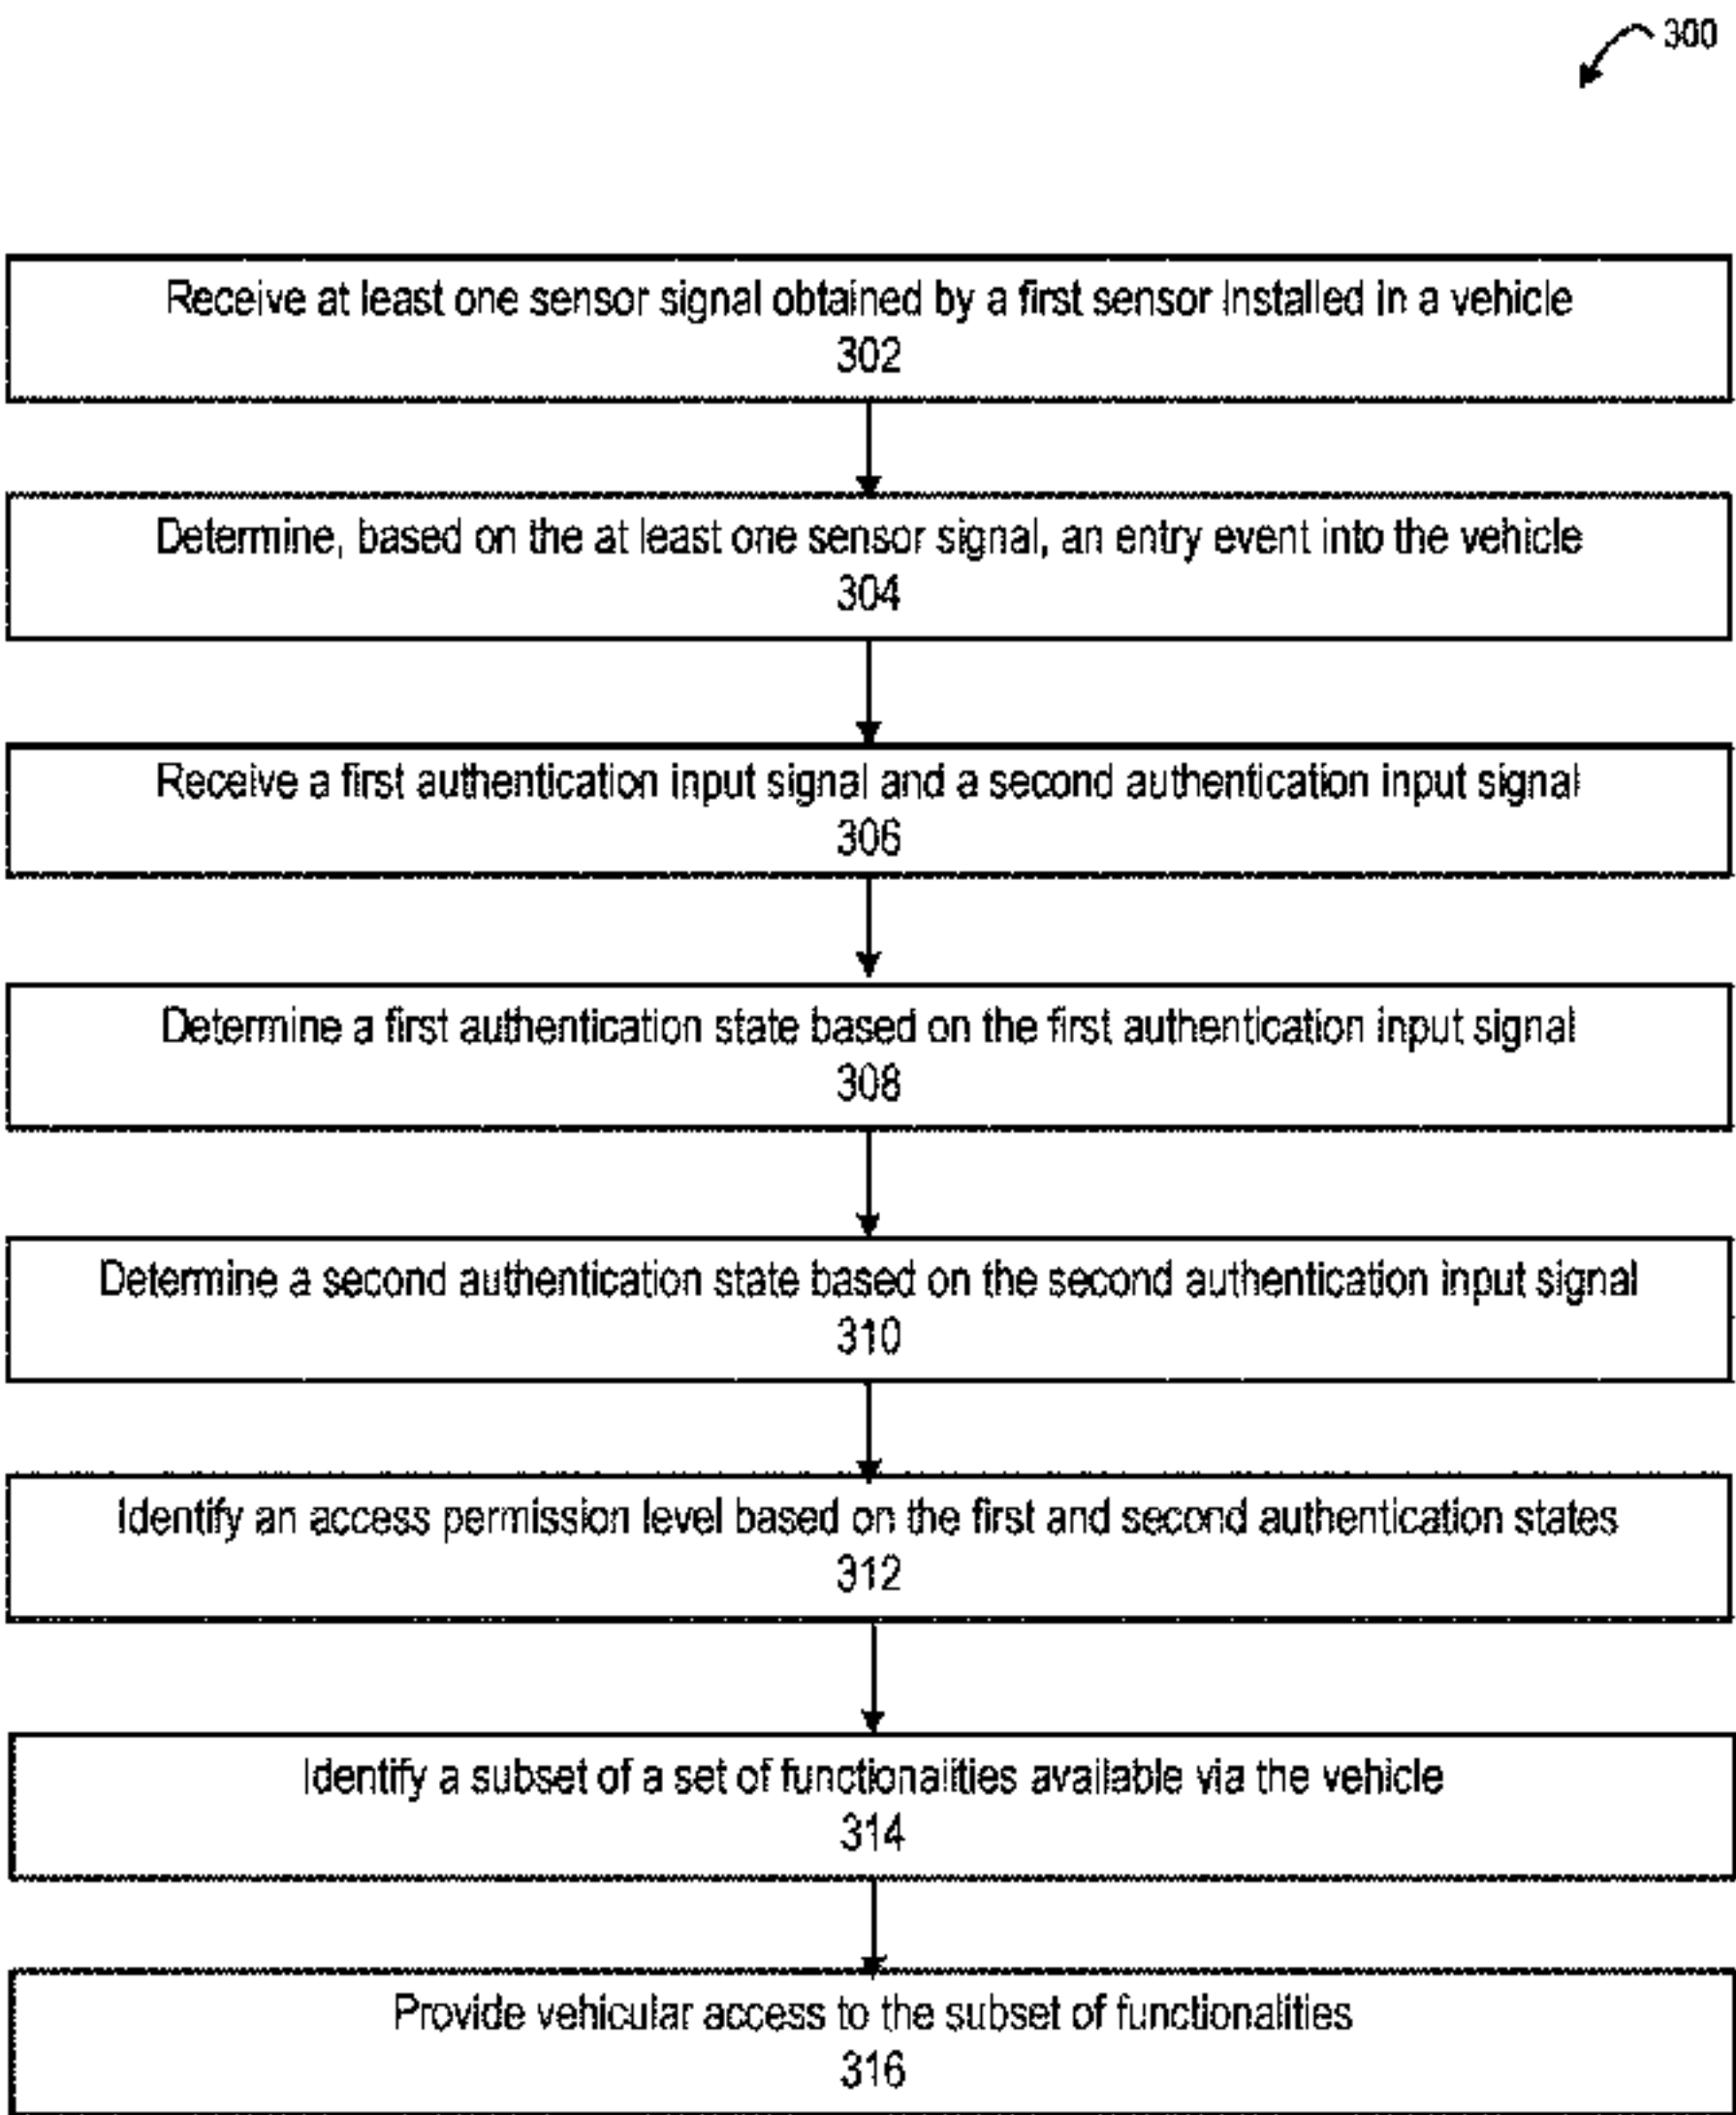 300
Receive at least one sensor signal obtained by a first sensor installed in a vehicle
302
Determine, based on the at least one sensor signal, an entry event into the vehicle
304
Receive a first authentication input signal and a second authentication input signal
306
Determine a first authentication state based on the first authentication input signal
308
Determine a second authentication state based on the second authentication input signal
310
Identify an access permission level based on the first and second authentication states
312
Identify a subset of a set of functionalities available via the vehicle
314
Provide vehicular access to the subset of functionalities
316